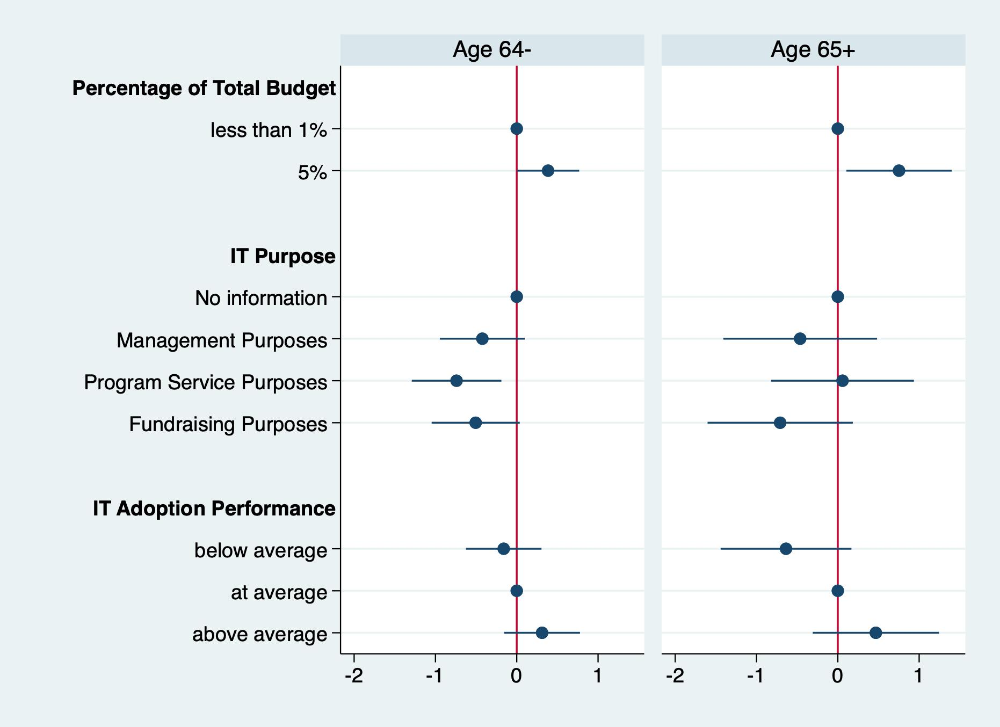 Age 64-
Age 65+
Percentage of Total Budget
less than 1%
5%
IT Purpose
No information
Management Purposes
Program Service Purposes
Fundraising Purposes
IT Adoption Performance
below average
at average
above average
-2 -1 0 1
-2 -1 0 1